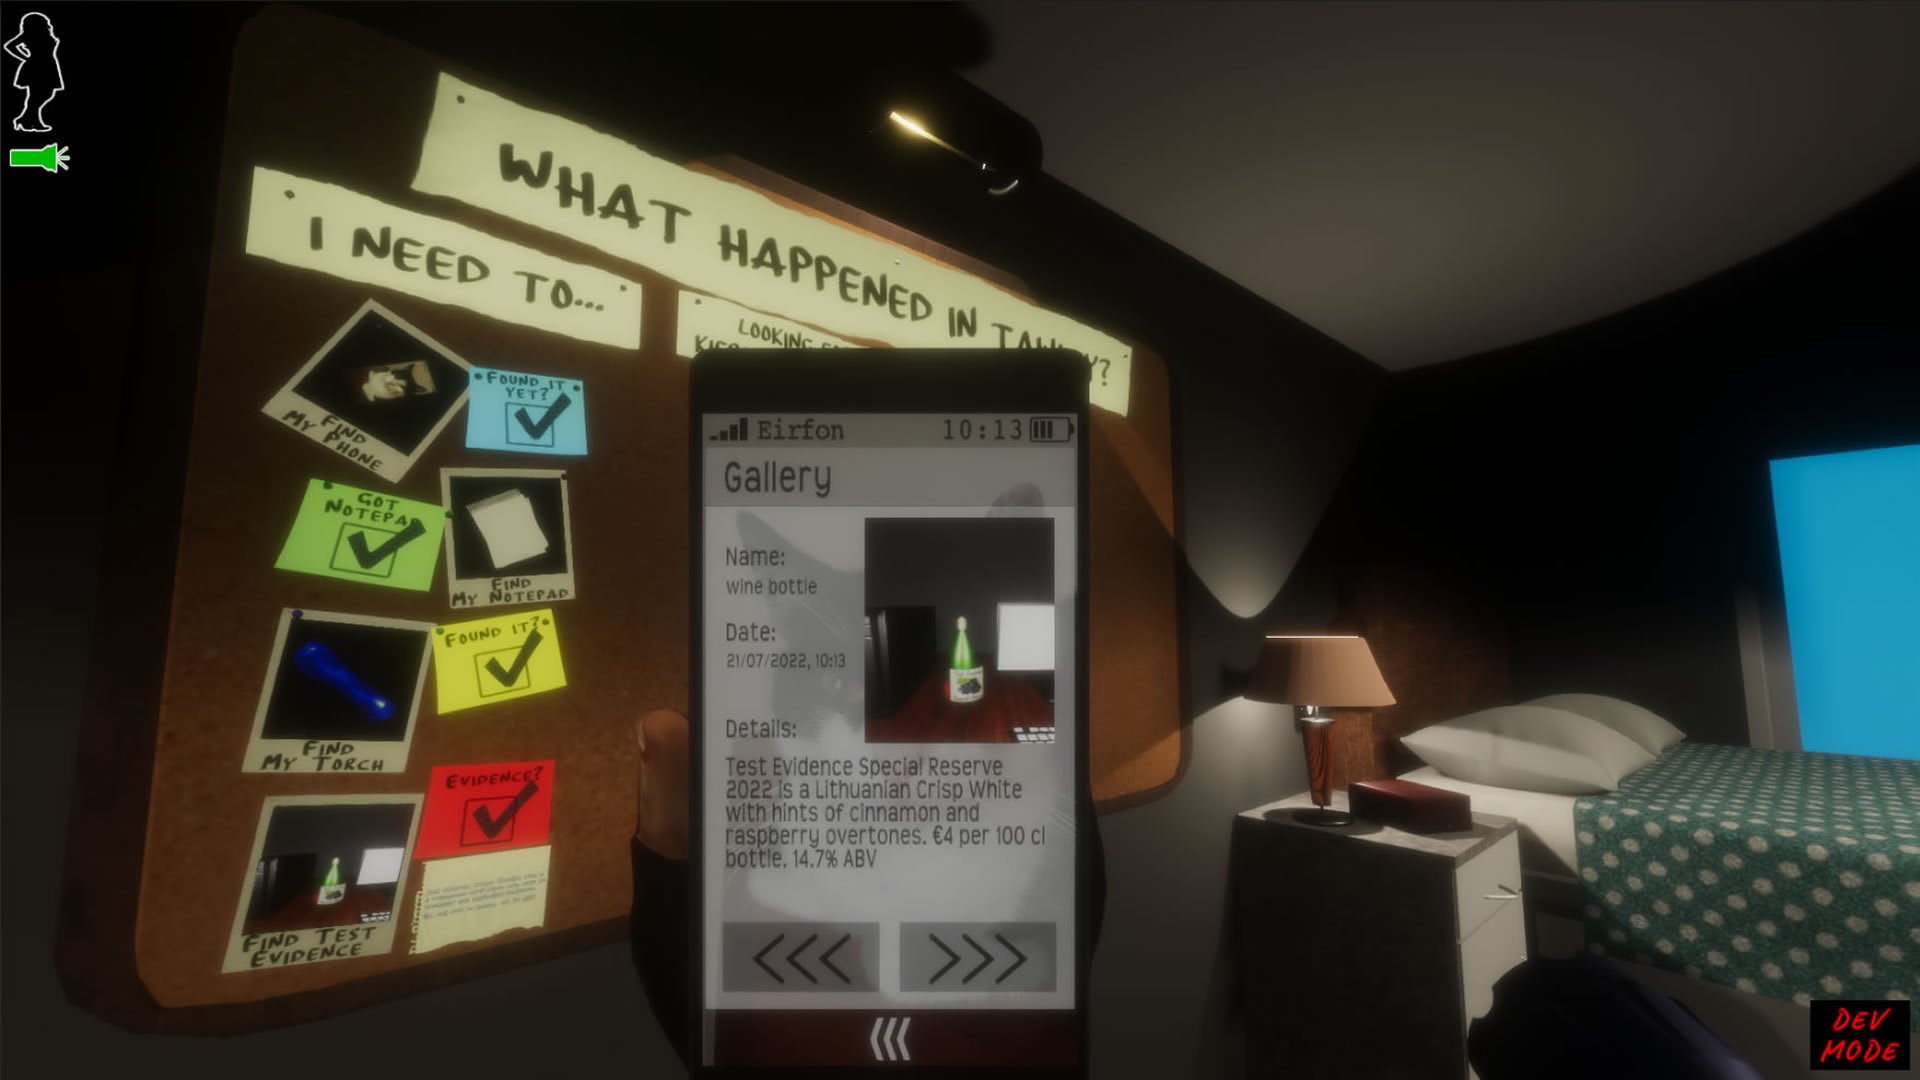 WHAT HAPPENED IN
I NEED TO...
LOOKING
FOUND IT
YET?
FIND
MY PHONE
GOT
NOTEPAD
FIND
MY NOTEPAD
FOUND IT?
FIND
MY TORCH
EVIDENCE?
FIND TEST
EVIDENCE
Eirfon 10:13
Gallery
Name:
wine bottle
Date:
21/07/2022, 10:13
Details:
Test Evidence Special Reserve
2022 is a Lithuanian Crisp White
with hints of cinnamon and
raspberry overtones. €4 per 100 cl
bottle. 14.7% ABV
<<< >>>
DEV
MODE